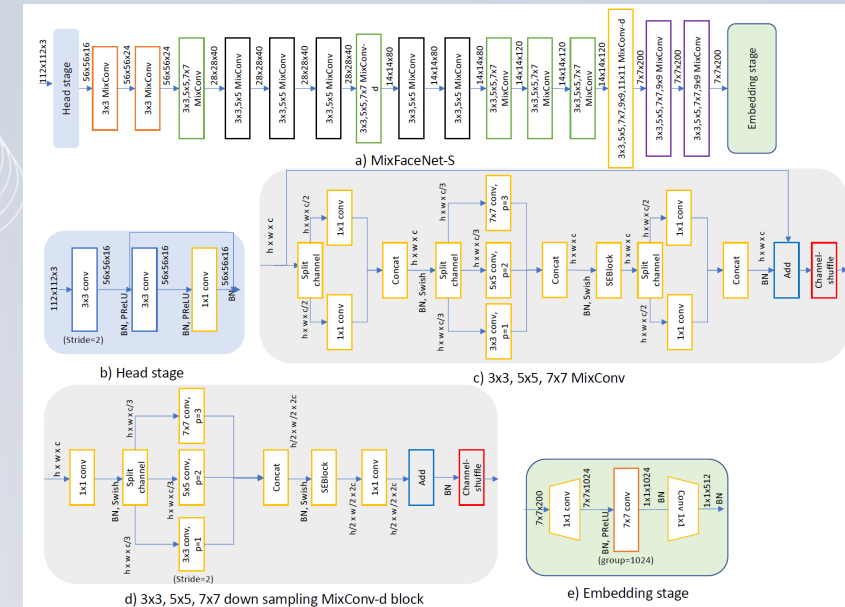 112x112x3
Head stage
56x56x16
3x3 MixConv
56x56x24
3x3 MixConv
56x56x24
3x3,5x5,7x7
MixConv
28x28x40
3x3,5x5 MixConv
28x28x40
3x3,5x5 MixConv
28x28x40
3x3,5x5 MixConv
28x28x40
3x3,5x5,7x7 MixConv-
d
14x14x80
3x3,5x5 MixConv
14x14x80
3x3,5x5 MixConv
14x14x80
3x3,5x5,7x7
MixConv
14x14x120
3x3,5x5,7x7
MixConv
14x14x120
3x3,5x5,7x7
MixConv
14x14x120
3x3,5x5,7x7,9x9,11x11 MixConv-d
7x7x200
3x3,5x5,7x7,9x9 MixConv
7x7x200
3x3,5x5,7x7,9x9 MixConv
7x7x200
Embedding stage
a) MixFaceNet-S
112x112x3
3x3 conv
(Stride=2)
56x56x16
BN, PReLU
3x3 conv
56x56x16
BN, PReLU
1x1 conv
56x56x16
BN
b) Head stage
h x w x c
Split
channel
h x w x c/2
h x w x c/2
1x1 conv
1x1 conv
Concat
h x w x c
BN, Swish
Split
channel
h x w x c/3
h x w x c/3
h x w x c/3
7x7 conv,
p=3
5x5 conv,
p=2
3x3 conv,
p=1
Concat
h x w x c
BN, Swish
SEBlock
h x w x c
Split
channel
h x w x c/2
h x w x c/2
1x1 conv
1x1 conv
Concat
h x w x c
BN
Add
Channel-
shuffle
c) 3x3, 5x5, 7x7 MixConv
h x w x c
1x1 conv
BN, Swish
Split
channel
h x w x c/3
h x w x c/3
h x w x c/3
7x7 conv,
p=3
5x5 conv,
p=2
3x3 conv,
p=1
(Stride=2)
Concat
h/2 x w /2 x 2c
BN, Swish
SEBlock
h/2 x w /2 x 2c
1x1 conv
h/2 x w /2 x 2c
Add
BN
Channel-
shuffle
d) 3x3, 5x5, 7x7 down sampling MixConv-d block
7x7x200
1x1 conv
7x7x1024
BN, PReLU
7x7 conv
(group=1024)
1x1x1024
BN
Conv 1x1
1x1x512
BN
e) Embedding stage